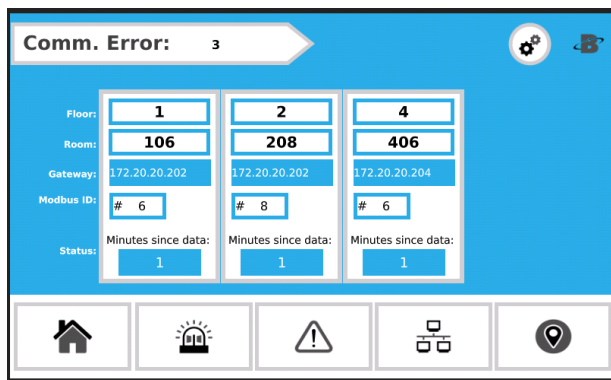 Comm. Error: 3
B
Floor: 1 2 4
Room: 106 208 406
Gateway: 172.20.20.202 172.20.20.202 172.20.20.204
Modbus ID: # 6 # 8 # 6
Minutes since data: Minutes since data: Minutes since data:
Status: 1 1 1